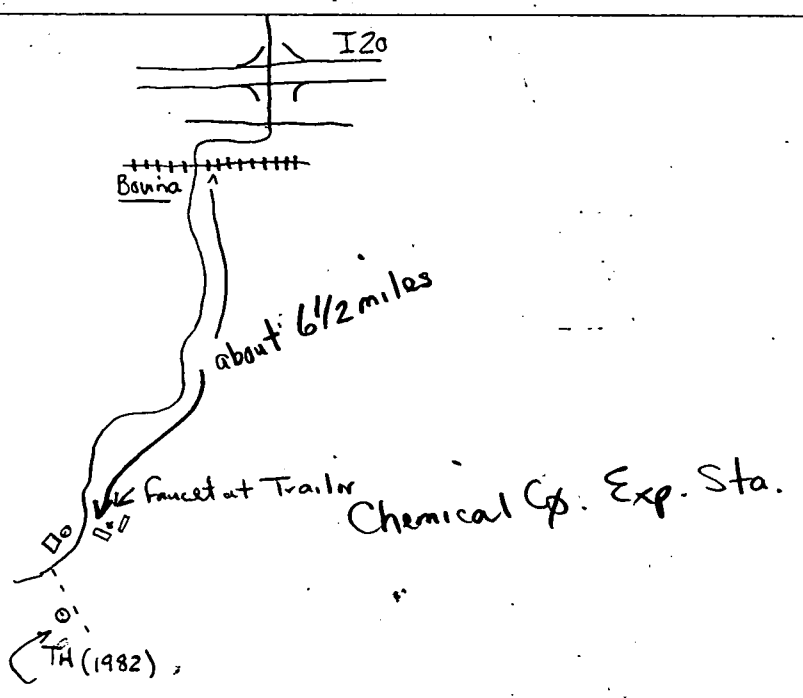 I20
Bovina
about 6 1/2 miles
Faucet at Trailer
Chemical Co. Exp. Sta.
TH (1982)